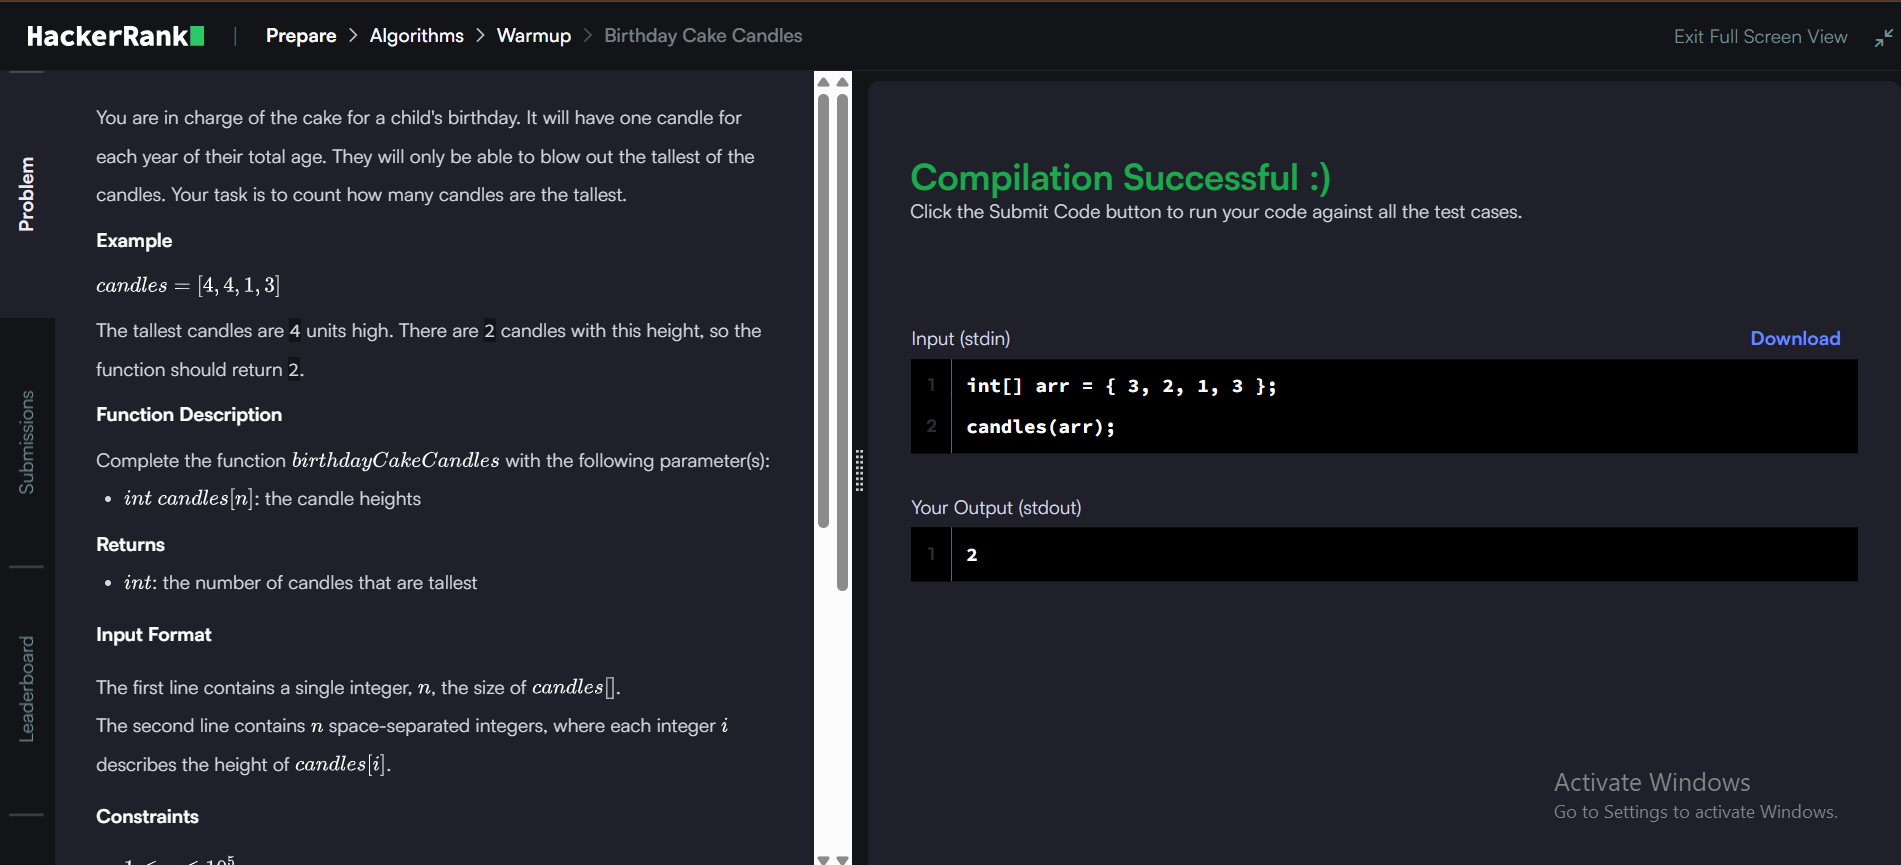 HackerRank | Prepare > Algorithms > Warmup > Birthday Cake Candles
Exit Full Screen View
Problem
Submissions
Leaderboard
You are in charge of the cake for a child's birthday. It will have one candle for
each year of their total age. They will only be able to blow out the tallest of the
candles. Your task is to count how many candles are the tallest.
Example
candles = [4, 4, 1, 3]
The tallest candles are 4 units high. There are 2 candles with this height, so the
function should return 2.
Function Description
Complete the function birthdayCakeCandles with the following parameter(s):
• int candles[n]: the candle heights
Returns
• int: the number of candles that are tallest
Input Format
The first line contains a single integer, n, the size of candles[].
The second line contains n space-separated integers, where each integer i
describes the height of candles[i].
Constraints
Compilation Successful :)
Click the Submit Code button to run your code against all the test cases.
Input (stdin)
Download
1 int[] arr = { 3, 2, 1, 3 };
2 candles(arr);
Your Output (stdout)
1 2
Activate Windows
Go to Settings to activate Windows.